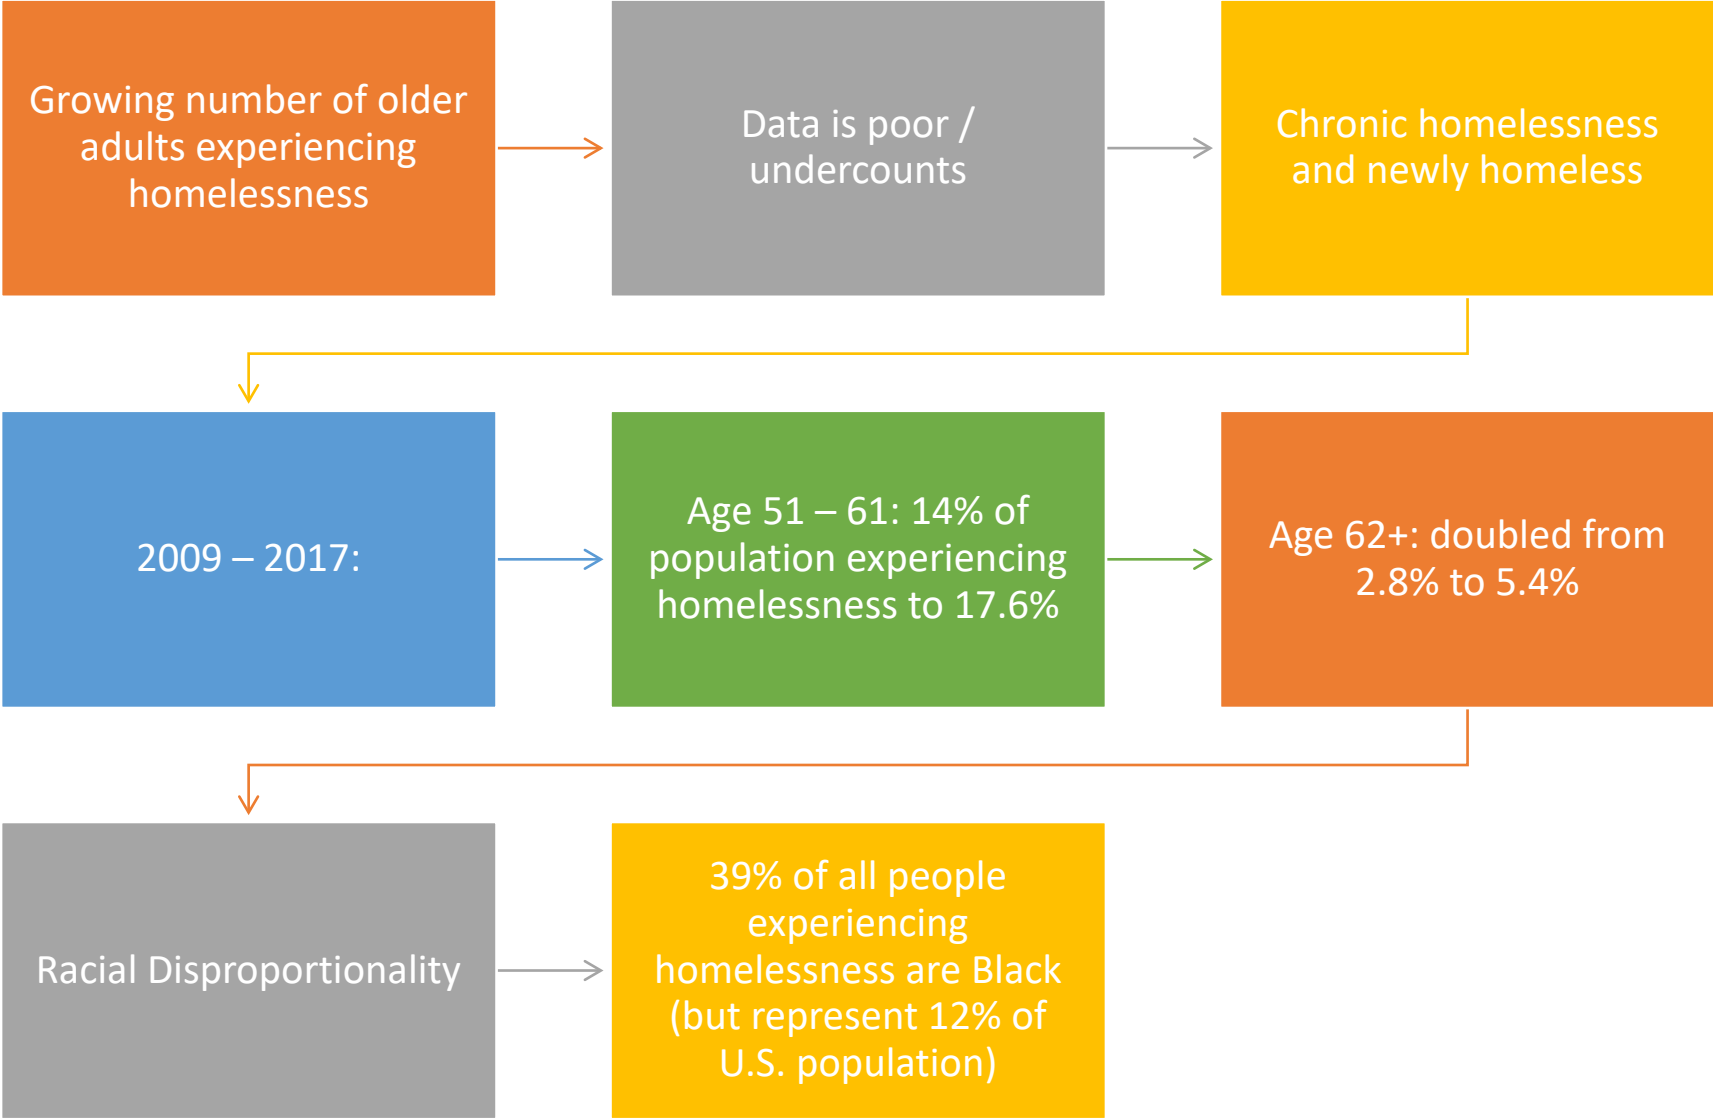 Growing number of older
adults experiencing
homelessness
Data is poor /
undercounts
Chronic homelessness
and newly homeless
2009 – 2017:
Age 51 – 61: 14% of
population experiencing
homelessness to 17.6%
Age 62+: doubled from
2.8% to 5.4%
Racial Disproportionality
39% of all people
experiencing
homelessness are Black
(but represent 12% of
U.S. population)